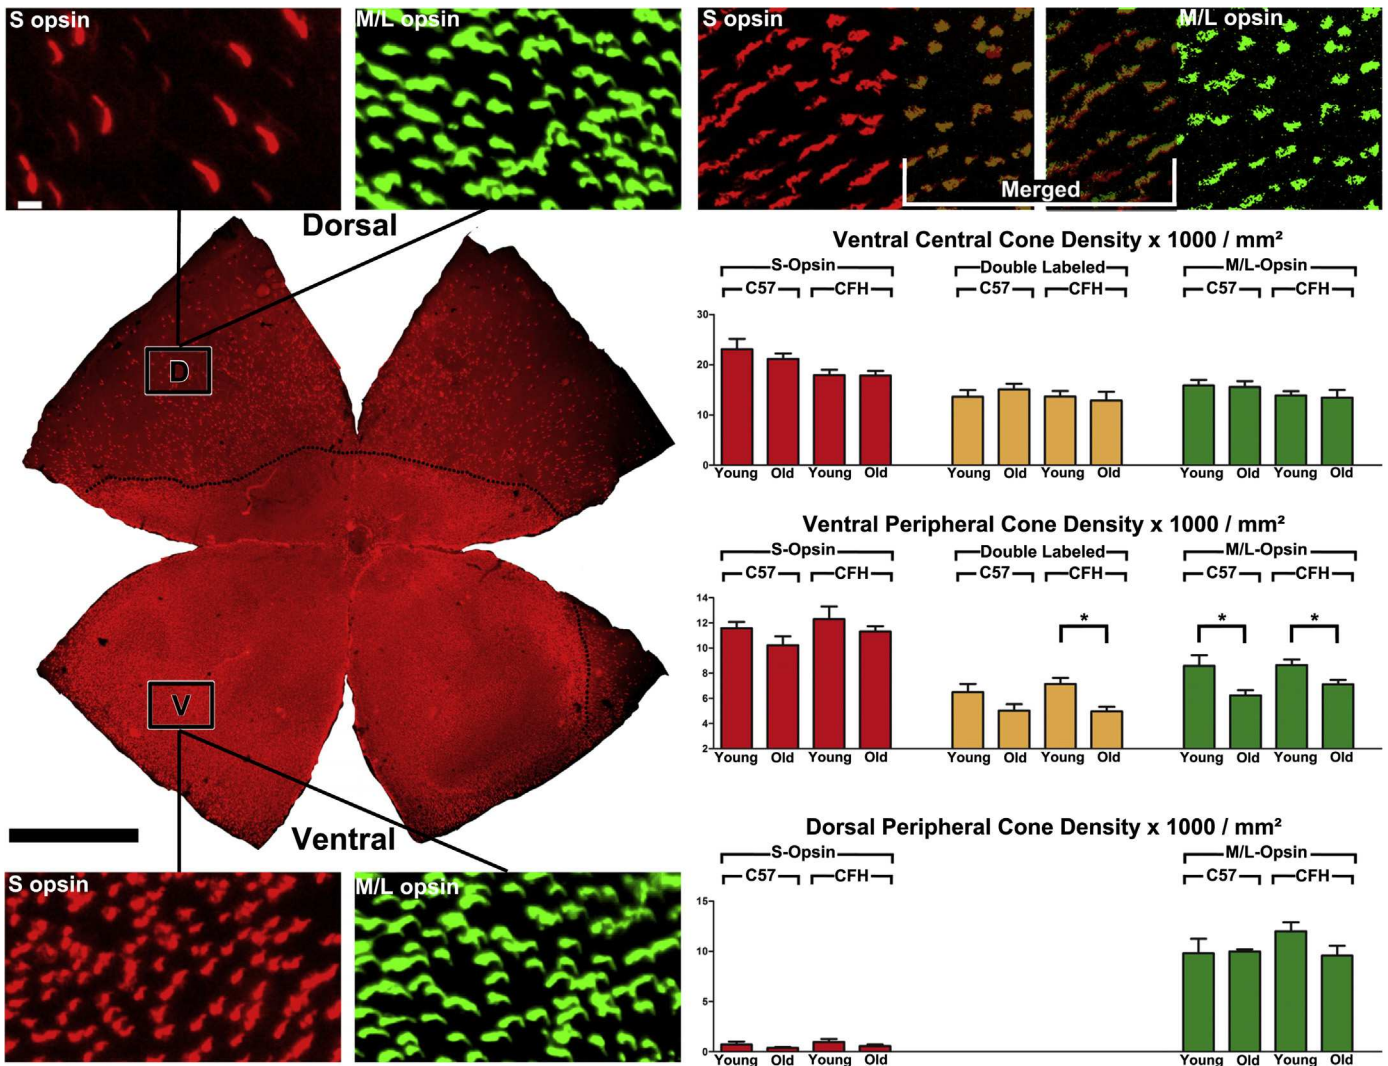 S opsin
M/L opsin
S opsin
M/L opsin
Merged
Dorsal
D
V
Ventral
S opsin
M/L opsin
Ventral Central Cone Density x 1000 / mm²
S-Opsin Double Labeled M/L-Opsin
C57 CFH C57 CFH C57 CFH
30
20
10
0
Young Old Young Old Young Old Young Old Young Old Young Old
Ventral Peripheral Cone Density x 1000 / mm²
S-Opsin Double Labeled M/L-Opsin
C57 CFH C57 CFH C57 CFH
* * *
14
12
10
8
6
4
2
Young Old Young Old Young Old Young Old Young Old Young Old
Dorsal Peripheral Cone Density x 1000 / mm²
S-Opsin M/L-Opsin
C57 CFH C57 CFH
15
10
5
0
Young Old Young Old Young Old Young Old